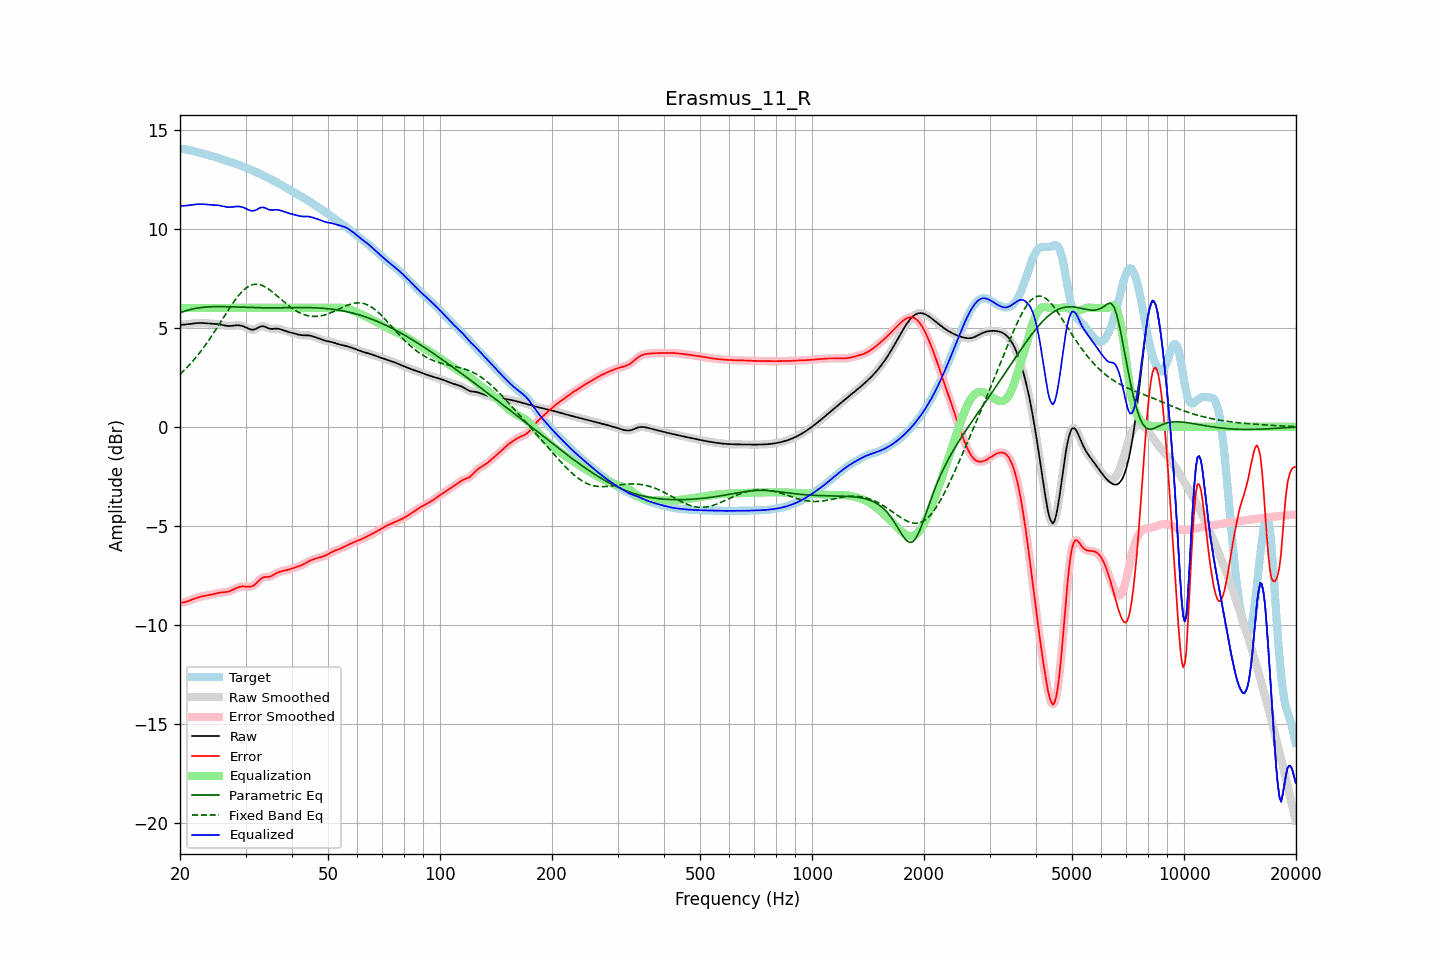 Erasmus_11_R
Amplitude (dBr)
15
10
5
0
−5
−10
−15
−20
Target
Raw Smoothed
Error Smoothed
Raw
Error
Equalization
Parametric Eq
Fixed Band Eq
Equalized
20 50 100 200 500 1000 2000 5000 10000 20000
Frequency (Hz)